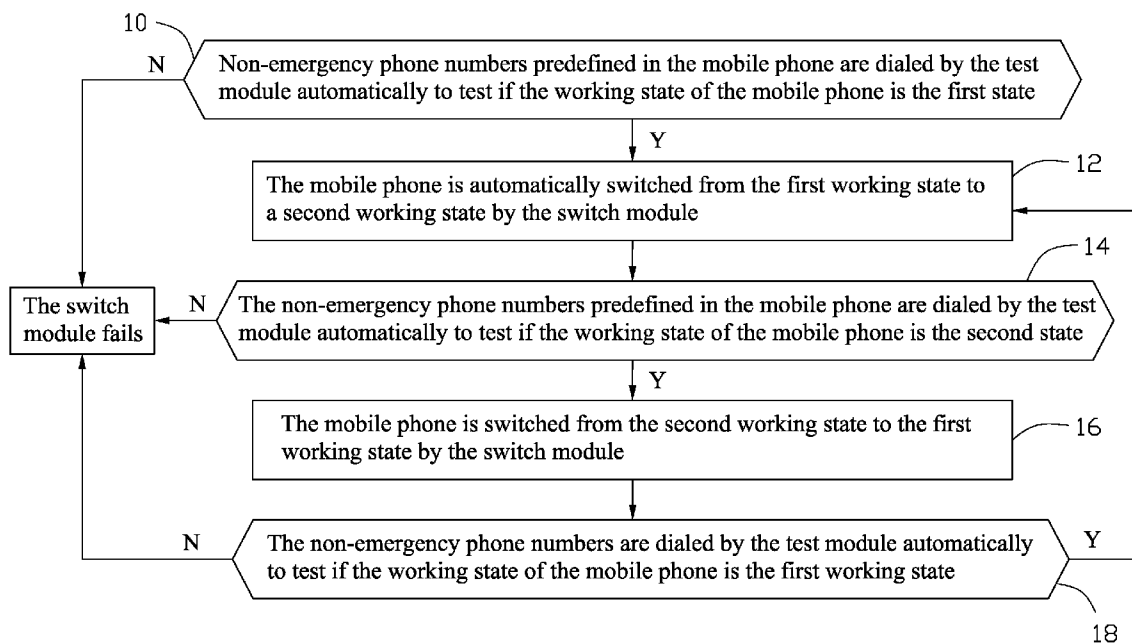 10
N
Non-emergency phone numbers predefined in the mobile phone are dialed by the test
module automatically to test if the working state of the mobile phone is the first state
Y
12
The mobile phone is automatically switched from the first working state to
a second working state by the switch module
14
The switch
module fails
N
The non-emergency phone numbers predefined in the mobile phone are dialed by the test
module automatically to test if the working state of the mobile phone is the second state
Y
The mobile phone is switched from the second working state to the first
working state by the switch module
16
N
The non-emergency phone numbers are dialed by the test module automatically
to test if the working state of the mobile phone is the first working state
Y
18